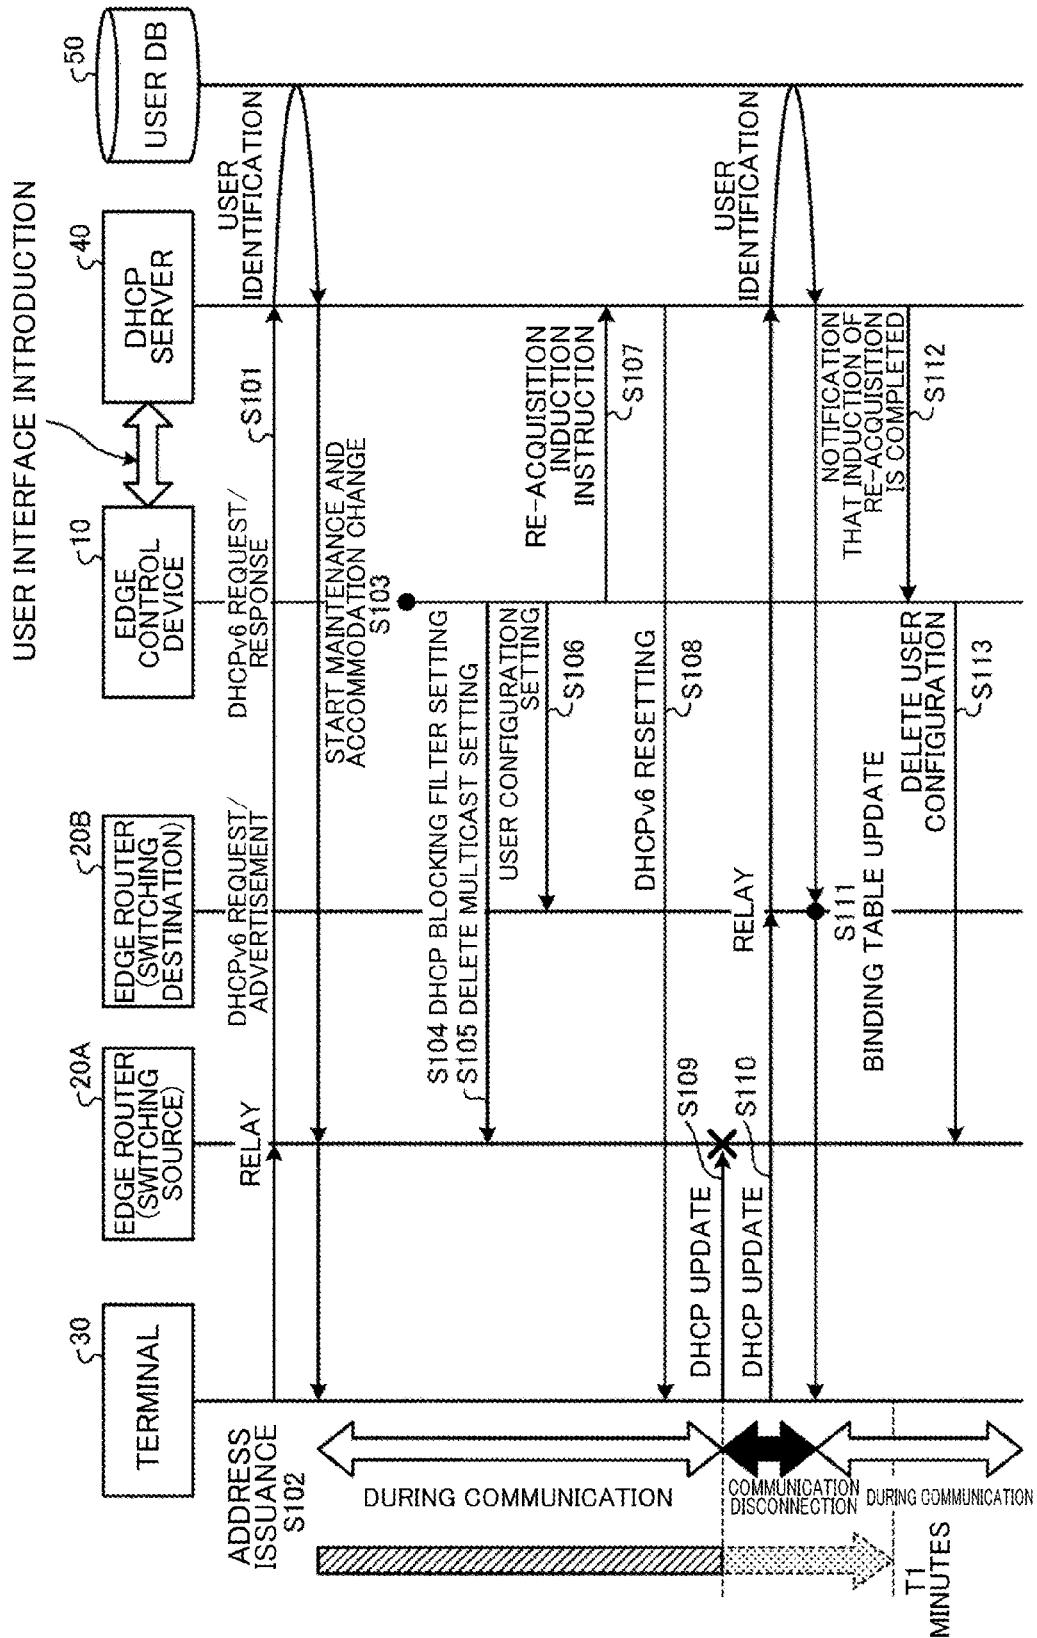 USER INTERFACE INTRODUCTION
30
TERMINAL
20A
EDGE ROUTER
(SWITCHING
SOURCE)
20B
EDGE ROUTER
(SWITCHING
DESTINATION)
10
EDGE
CONTROL
DEVICE
40
DHCP
SERVER
50
USER DB
RELAY
DHCPv6 REQUEST/
ADVERTISEMENT
DHCPv6 REQUEST/
RESPONSE
S101
USER
IDENTIFICATION
ADDRESS
ISSUANCE
S102
START MAINTENANCE AND
ACCOMMODATION CHANGE
S103
S104 DHCP BLOCKING FILTER SETTING
S105 DELETE MULTICAST SETTING
USER CONFIGURATION
SETTING
S106
RE-ACQUISITION
INDUCTION
INSTRUCTION
S107
DHCPv6 RESETTING
S108
DURING COMMUNICATION
DHCP UPDATE
S109
DHCP UPDATE
S110
RELAY
USER
IDENTIFICATION
COMMUNICATION
DISCONNECTION
S111
BINDING TABLE UPDATE
NOTIFICATION
THAT INDUCTION OF
RE-ACQUISITION
IS COMPLETED
S112
DURING COMMUNICATION
DELETE USER
CONFIGURATION
S113
T1
MINUTES